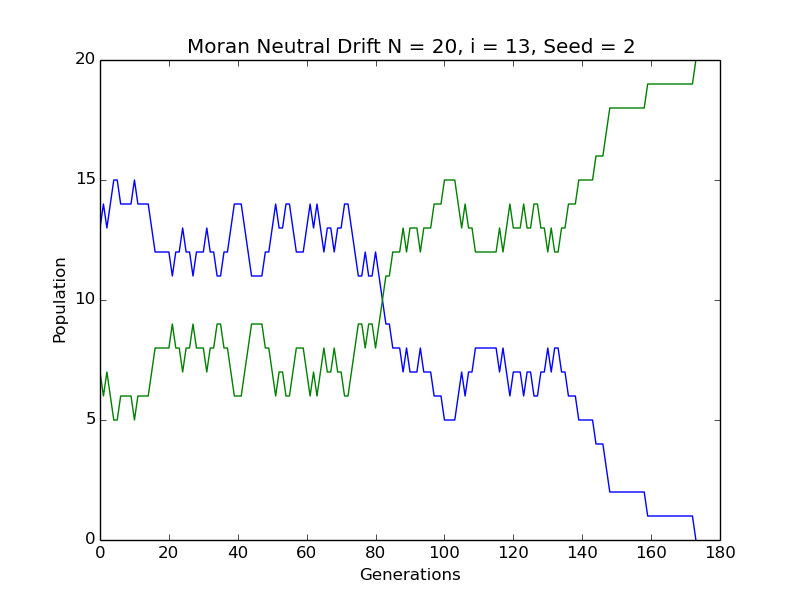 Moran Neutral Drift N = 20, i = 13, Seed = 2
20
15
10
5
0
Population
0 20 40 60 80 100 120 140 160 180
Generations